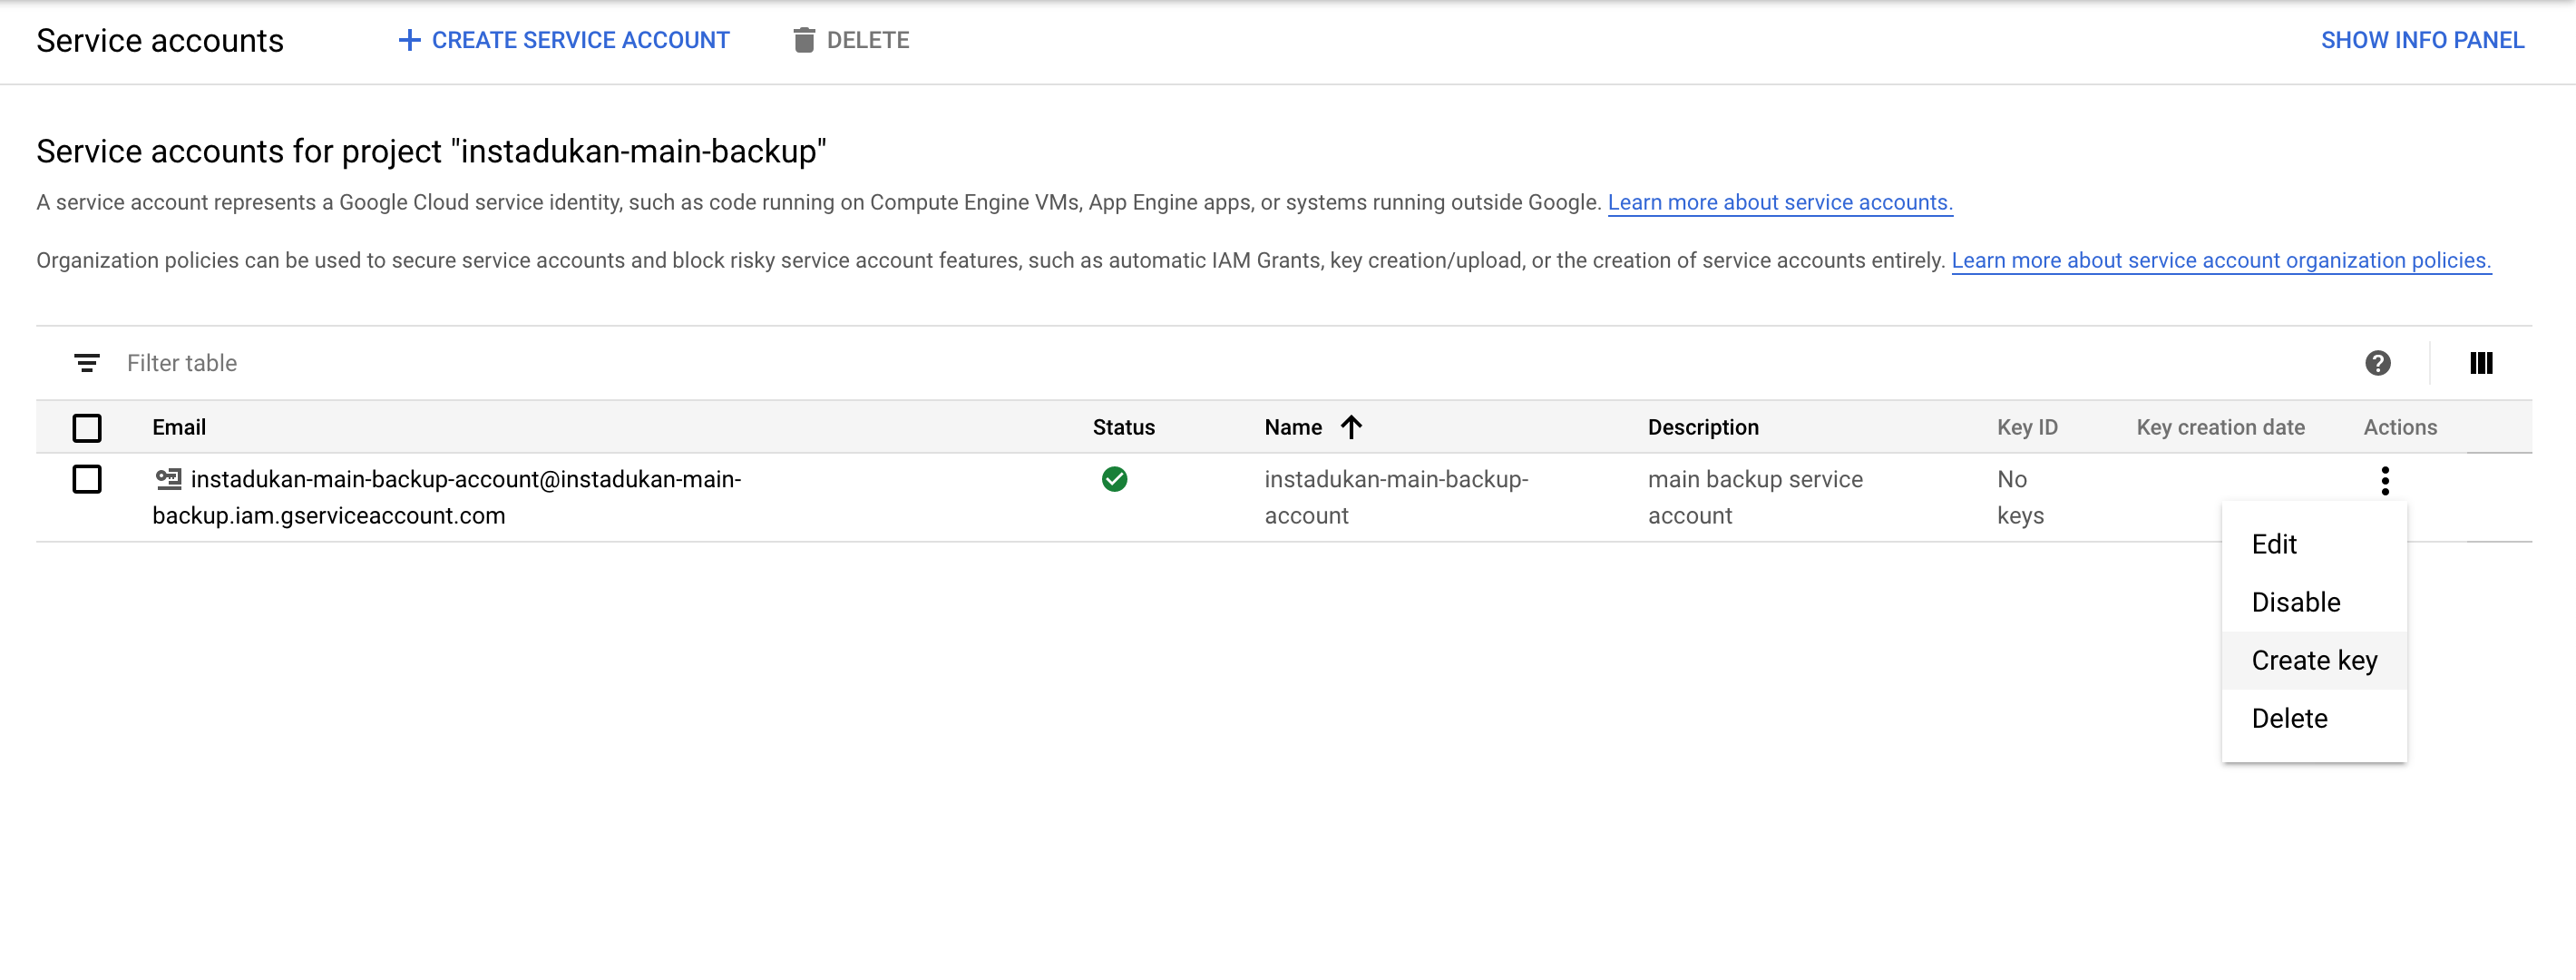 Service accounts
CREATE SERVICE ACCOUNT
DELETE
SHOW INFO PANEL
Service accounts for project "instadukan-main-backup"
A service account represents a Google Cloud service identity, such as code running on Compute Engine VMs, App Engine apps, or systems running outside Google. Learn more about service accounts.
Organization policies can be used to secure service accounts and block risky service account features, such as automatic IAM Grants, key creation/upload, or the creation of service accounts entirely. Learn more about service account organization policies.
Filter table
Email Status Name Description Key ID Key creation date Actions
instadukan-main-backup-account@instadukan-main- instadukan-main-backup- main backup service No
backup.iam.gserviceaccount.com account account keys
Edit
Disable
Create key
Delete